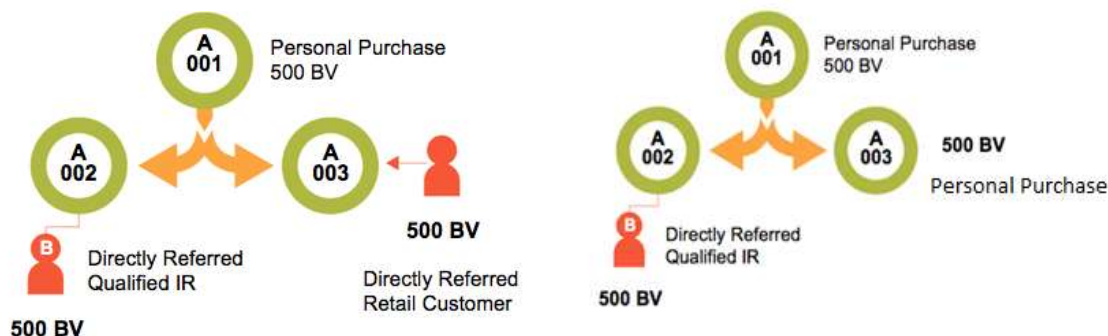 A
001
Personal Purchase
500 BV
A
002
A
003
B
Directly Referred
Qualified IR
500 BV
500 BV
Directly Referred
Retail Customer
A
001
Personal Purchase
500 BV
A
002
A
003
500 BV
Personal Purchase
B
Directly Referred
Qualified IR
500 BV